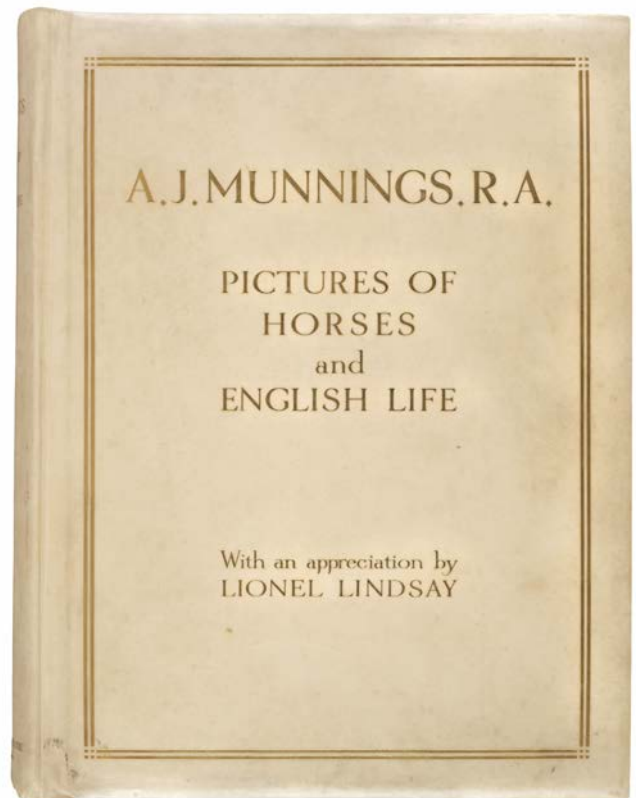 A.J.MUNNINGS.R.A.
PICTURES OF
HORSES
and
ENGLISH LIFE
With an appreciation by
LIONEL LINDSAY